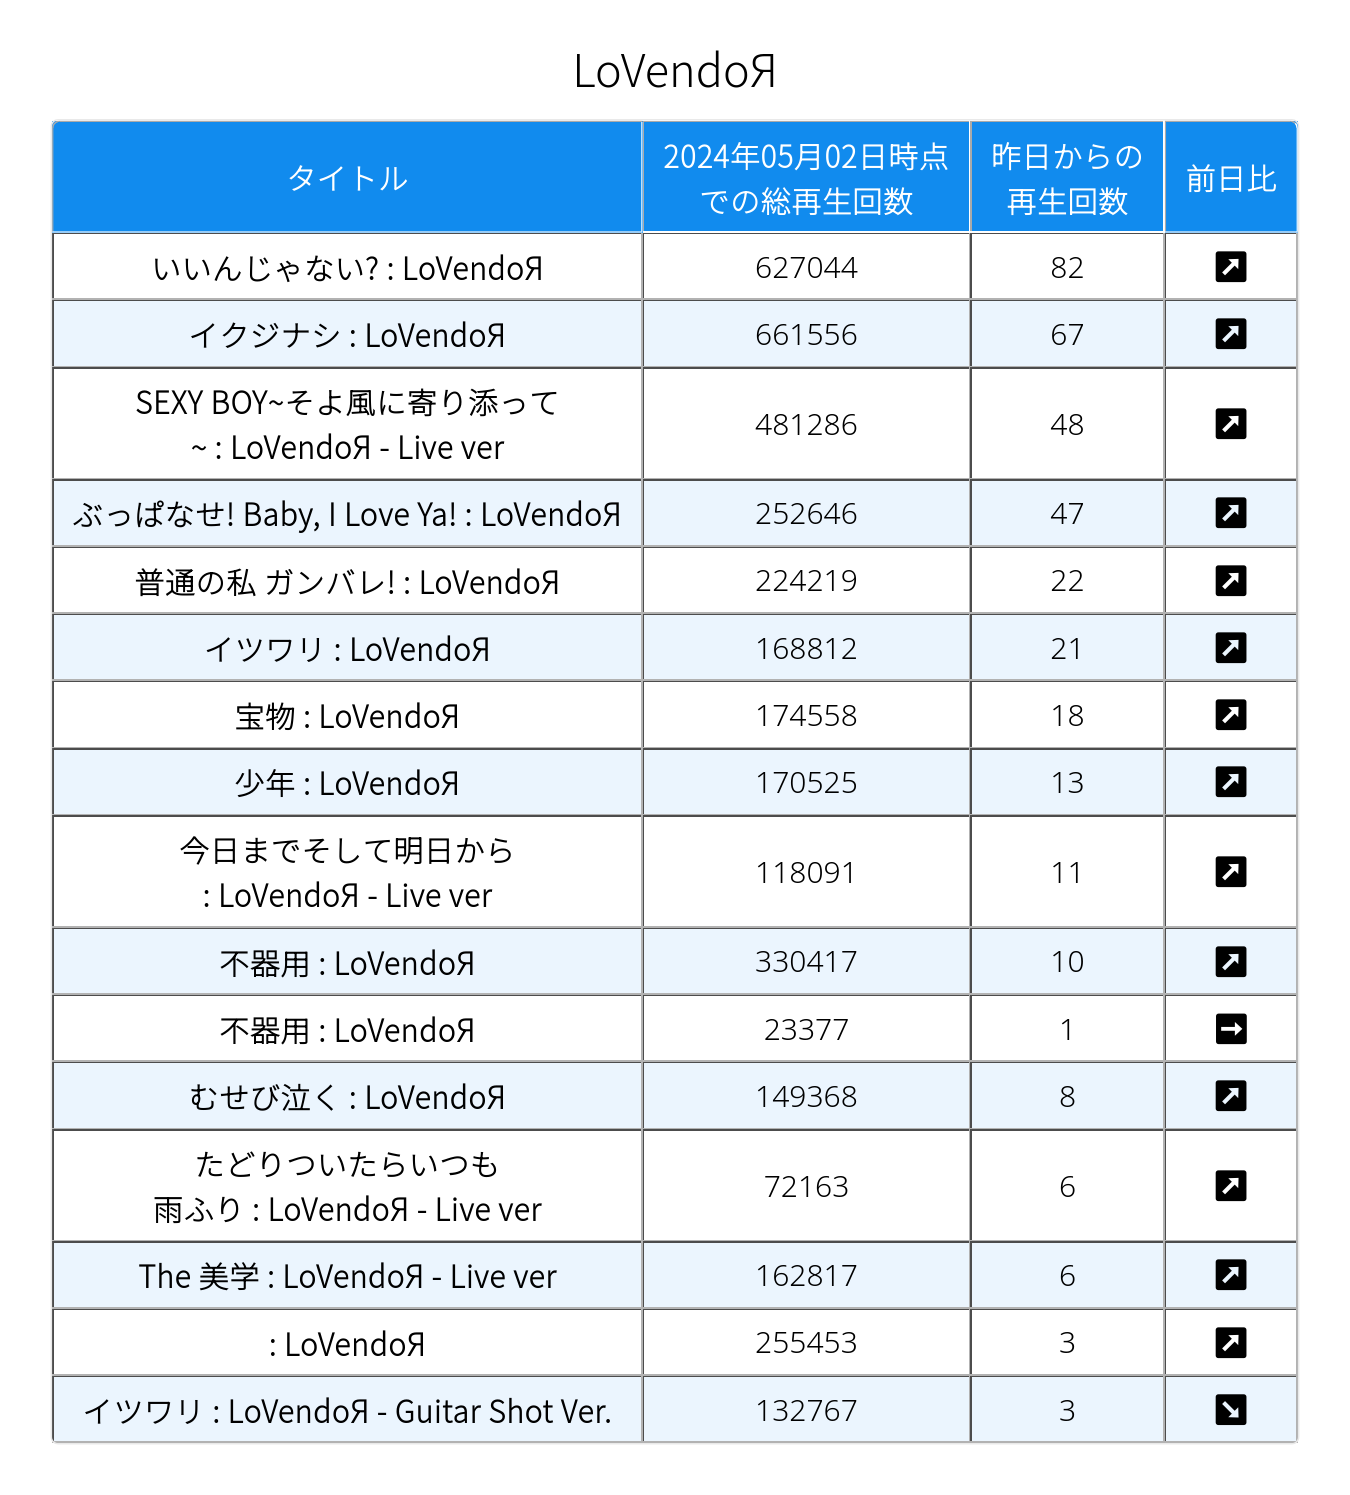 LoVendoЯ
タイトル
2024年05月02日時点
での総再生回数
昨日からの
再生回数
前日比
いいんじゃない? : LoVendoЯ
627044
82
イクジナシ : LoVendoЯ
661556
67
SEXY BOY~そよ風に寄り添って
~ : LoVendoЯ - Live ver
481286
48
ぶっぱなせ! Baby, I Love Ya! : LoVendoЯ
252646
47
普通の私 ガンバレ! : LoVendoЯ
224219
22
イツワリ : LoVendoЯ
168812
21
宝物 : LoVendoЯ
174558
18
少年 : LoVendoЯ
170525
13
今日までそして明日から
: LoVendoЯ - Live ver
118091
11
不器用 : LoVendoЯ
330417
10
不器用 : LoVendoЯ
23377
1
むせび泣く : LoVendoЯ
149368
8
たどりついたらいつも
雨ふり : LoVendoЯ - Live ver
72163
6
The 美学 : LoVendoЯ - Live ver
162817
6
: LoVendoЯ
255453
3
イツワリ : LoVendoЯ - Guitar Shot Ver.
132767
3